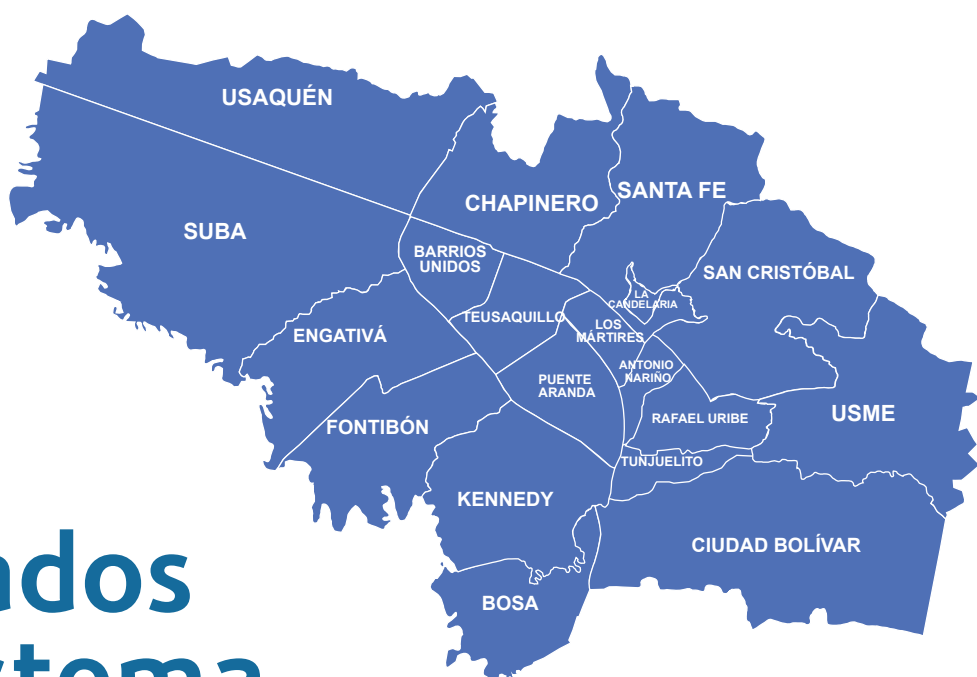 USAQUÉN
CHAPINERO
SANTA FE
SUBA
BARRIOS
UNIDOS
SAN CRISTÓBAL
LA
CANDELARIA
TEUSAQUILLO
LOS
MÁRTIRES
ENGATIVÁ
ANTONIO
NARIÑO
PUENTE
ARANDA
RAFAEL URIBE
USME
FONTIBÓN
TUNJUELITO
KENNEDY
CIUDAD BOLÍVAR
BOSA